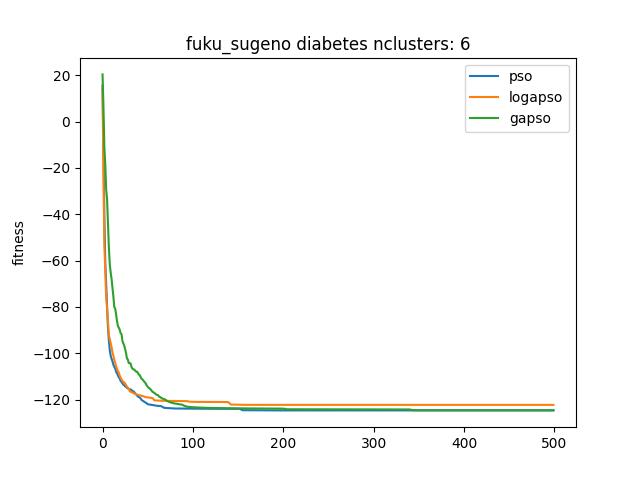 fuku_sugeno diabetes nclusters: 6
pso
logapso
gapso
fitness
20
0
−20
−40
−60
−80
−100
−120
0 100 200 300 400 500